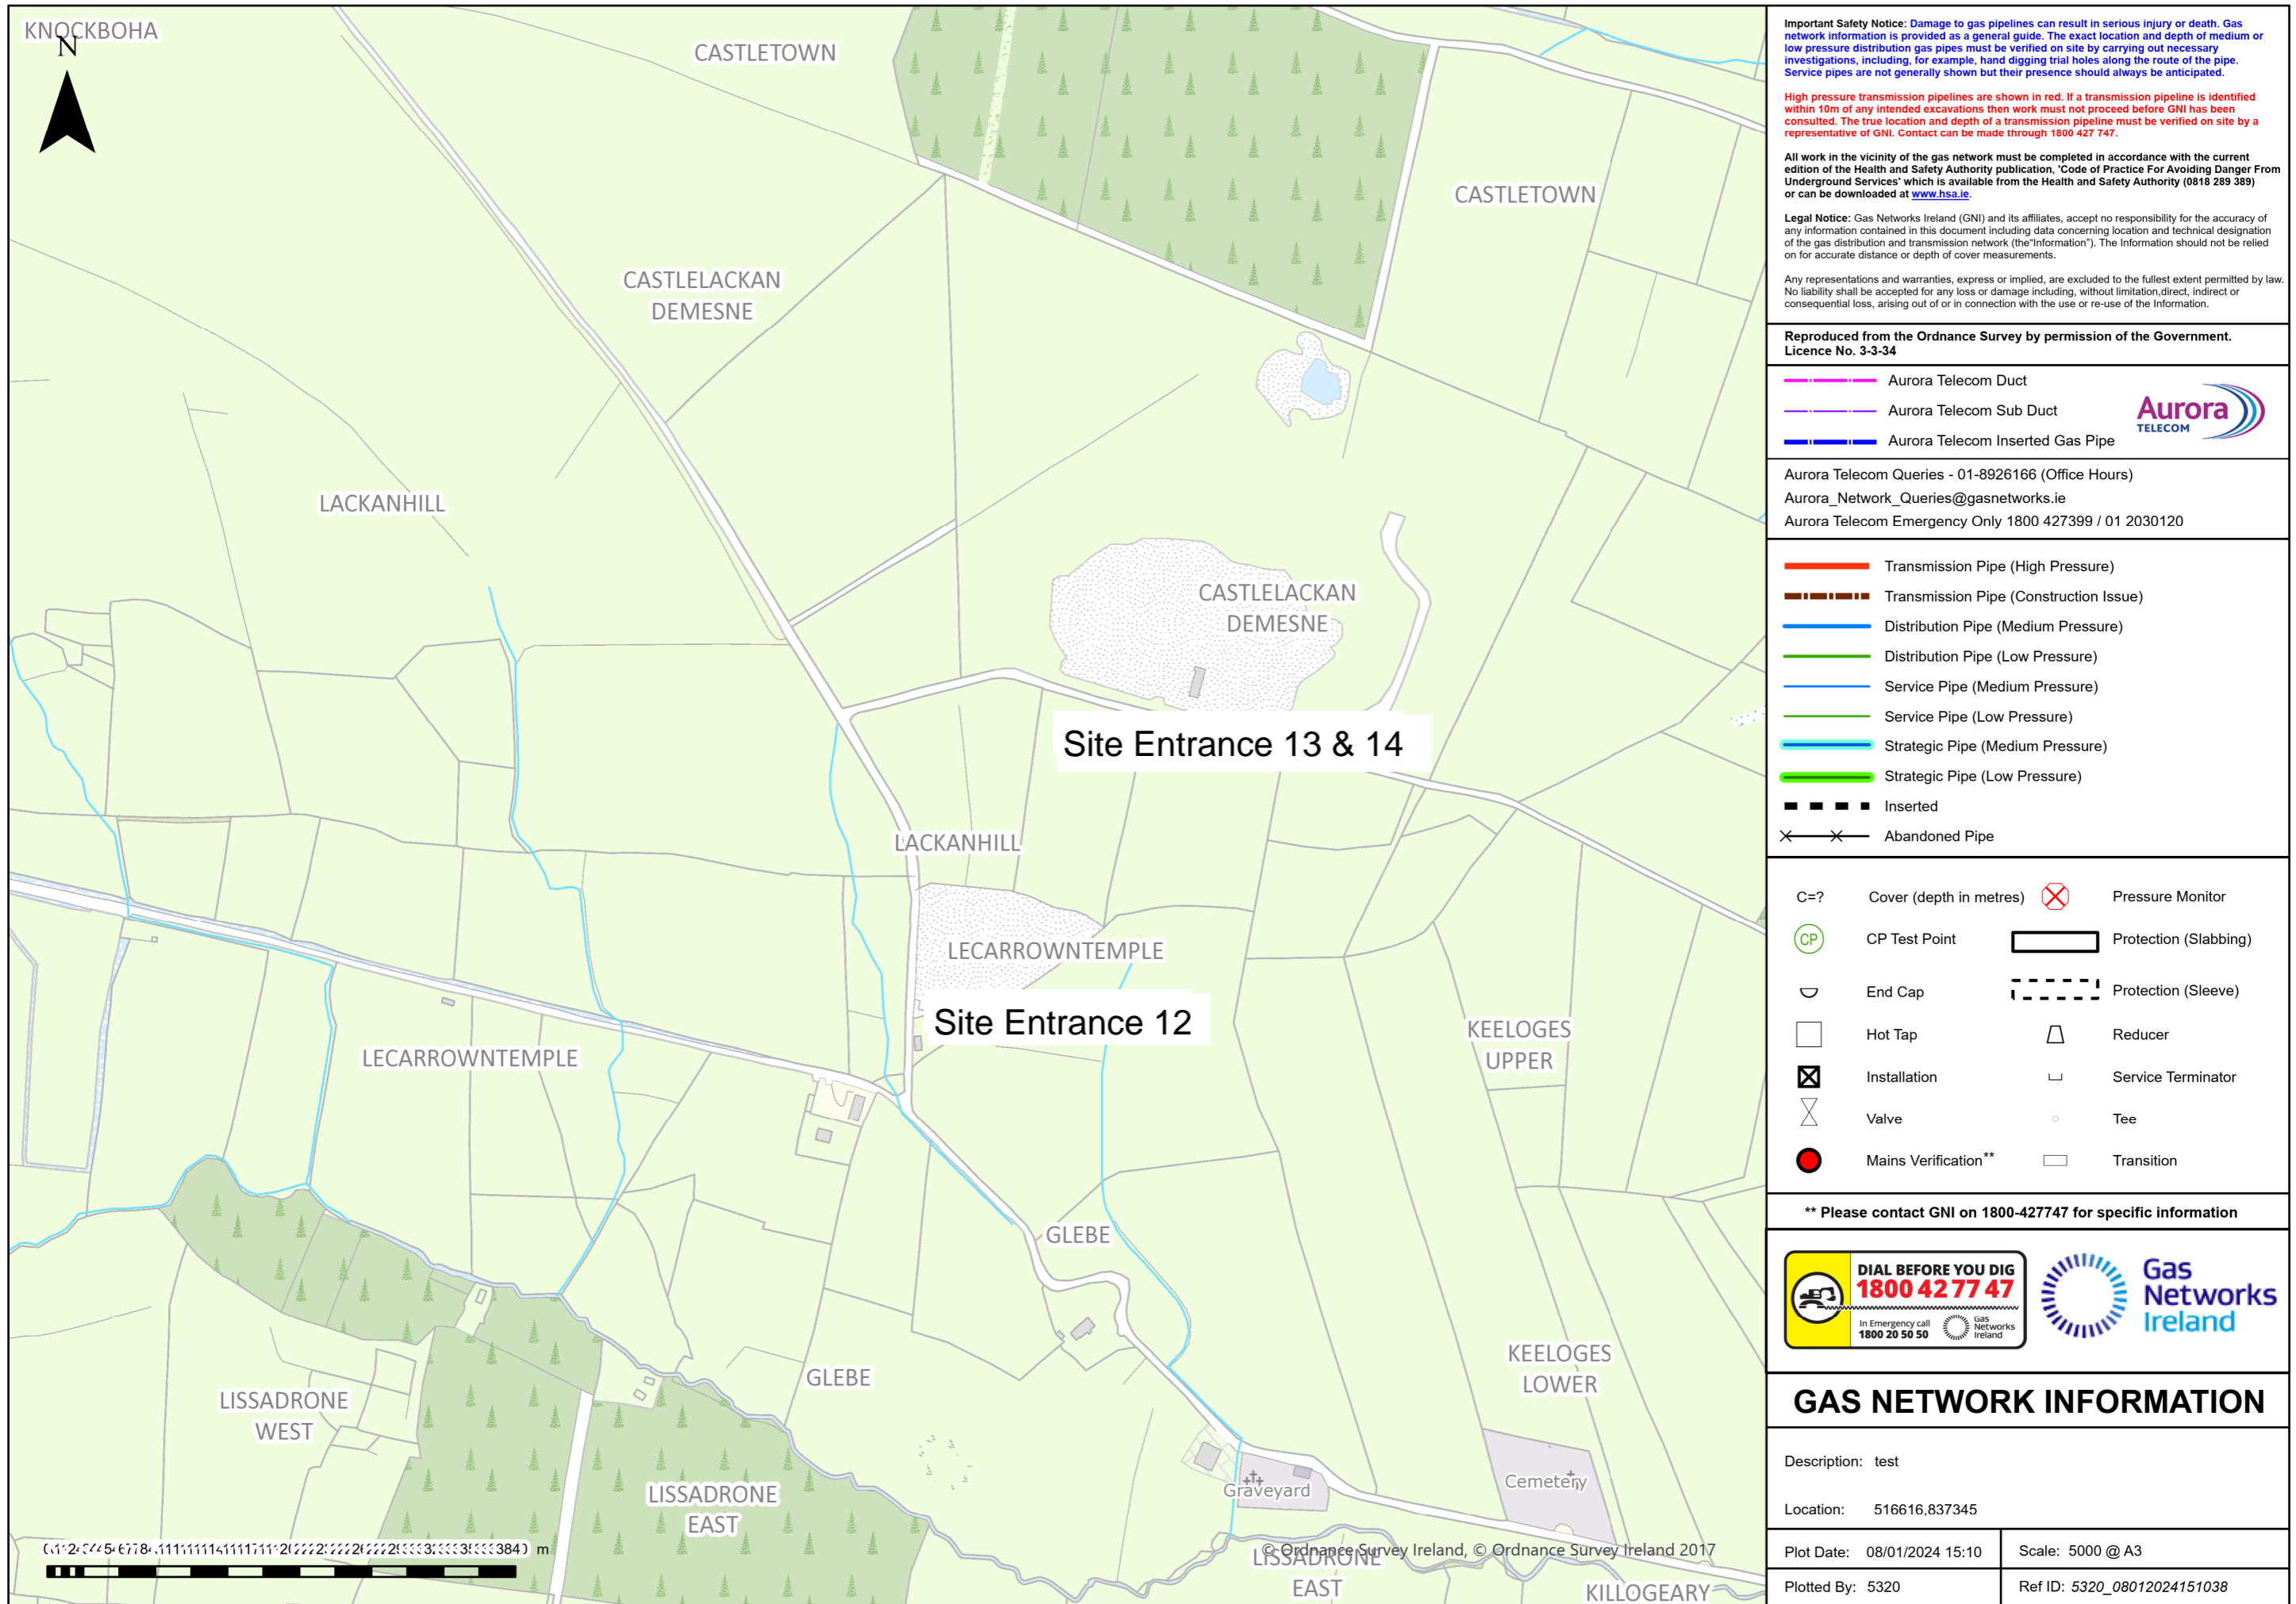 KNOCKBOHA
N
CASTLETOWN
CASTLETOWN
CASTLELACKAN
DEMESNE
LACKANHILL
CASTLELACKAN
DEMESNE
Site Entrance 13 & 14
LACKANHILL
LECARROWNTEMPLE
Site Entrance 12
KEELOGES
UPPER
LECARROWNTEMPLE
GLEBE
GLEBE
KEELOGES
LOWER
LISSADRONE
WEST
LISSADRONE
EAST
Graveyard
Cemetery
m
© Ordnance Survey Ireland, © Ordnance Survey Ireland 2017
LISSADRONE
EAST
KILLOGEARY
Important Safety Notice: Damage to gas pipelines can result in serious injury or death. Gas
network information is provided as a general guide. The exact location and depth of medium or
low pressure distribution gas pipes must be verified on site by carrying out necessary
investigations, including, for example, hand digging trial holes along the route of the pipe.
Service pipes are not generally shown but their presence should always be anticipated.
High pressure transmission pipelines are shown in red. If a transmission pipeline is identified
within 10m of any intended excavations then work must not proceed before GNI has been
consulted. The true location and depth of a transmission pipeline must be verified on site by a
representative of GNI. Contact can be made through 1800 427 747.
All work in the vicinity of the gas network must be completed in accordance with the current
edition of the Health and Safety Authority publication, 'Code of Practice For Avoiding Danger From
Underground Services' which is available from the Health and Safety Authority (0818 289 389)
or can be downloaded at www.hsa.ie.
Legal Notice: Gas Networks Ireland (GNI) and its affiliates, accept no responsibility for the accuracy of
any information contained in this document including data concerning location and technical designation
of the gas distribution and transmission network (the“Information”). The Information should not be relied
on for accurate distance or depth of cover measurements.
Any representations and warranties, express or implied, are excluded to the fullest extent permitted by law.
No liability shall be accepted for any loss or damage including, without limitation,direct, indirect or
consequential loss, arising out of or in connection with the use or re-use of the Information.
Reproduced from the Ordnance Survey by permission of the Government.
Licence No. 3-3-34
Aurora Telecom Duct
Aurora Telecom Sub Duct
Aurora Telecom Inserted Gas Pipe
Aurora
TELECOM
Aurora Telecom Queries - 01-8926166 (Office Hours)
Aurora_Network_Queries@gasnetworks.ie
Aurora Telecom Emergency Only 1800 427399 / 01 2030120
Transmission Pipe (High Pressure)
Transmission Pipe (Construction Issue)
Distribution Pipe (Medium Pressure)
Distribution Pipe (Low Pressure)
Service Pipe (Medium Pressure)
Service Pipe (Low Pressure)
Strategic Pipe (Medium Pressure)
Strategic Pipe (Low Pressure)
Inserted
Abandoned Pipe
C=? Cover (depth in metres) Pressure Monitor
CP CP Test Point Protection (Slabbing)
End Cap Protection (Sleeve)
Hot Tap Reducer
Installation Service Terminator
Valve Tee
Mains Verification** Transition
** Please contact GNI on 1800-427747 for specific information
DIAL BEFORE YOU DIG
1800 42 77 47
In Emergency call
1800 20 50 50
Gas
Networks
Ireland
Gas
Networks
Ireland
GAS NETWORK INFORMATION
Description: test
Location: 516616,837345
Plot Date: 08/01/2024 15:10 Scale: 5000 @ A3
Plotted By: 5320 Ref ID: 5320_08012024151038